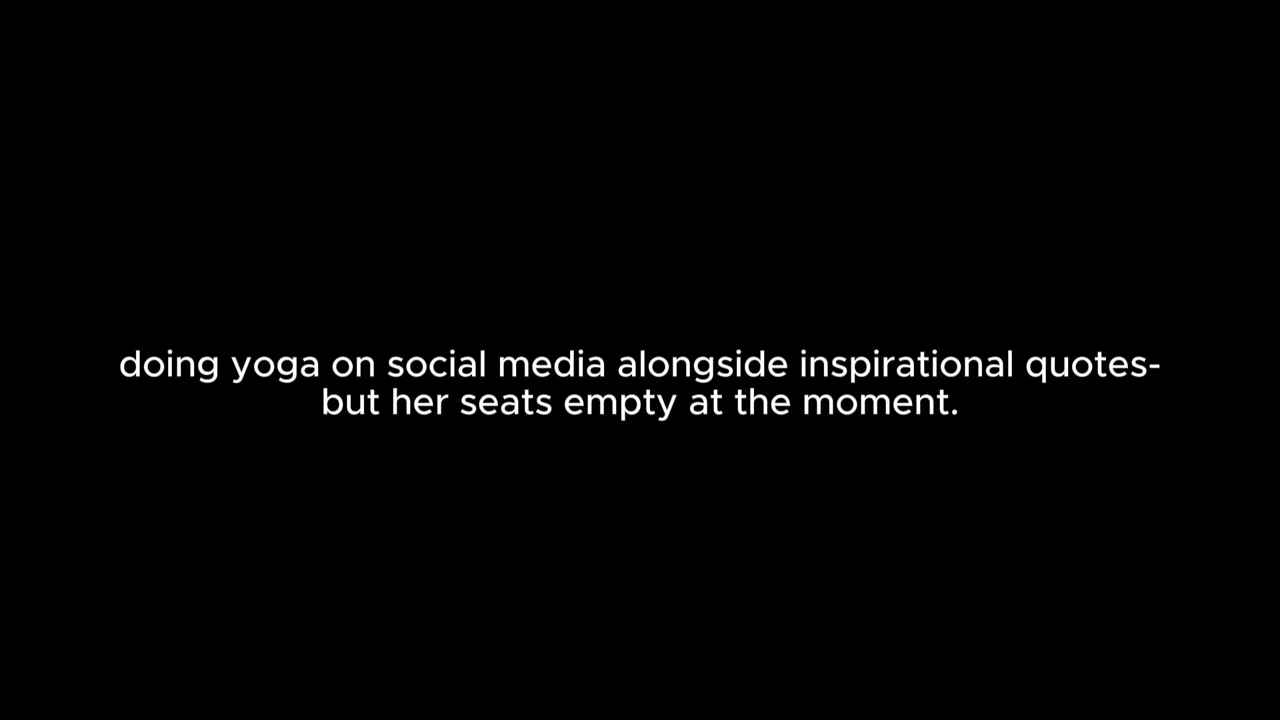 doing yoga on social media alongside inspirational quotes-
but her seats empty at the moment.